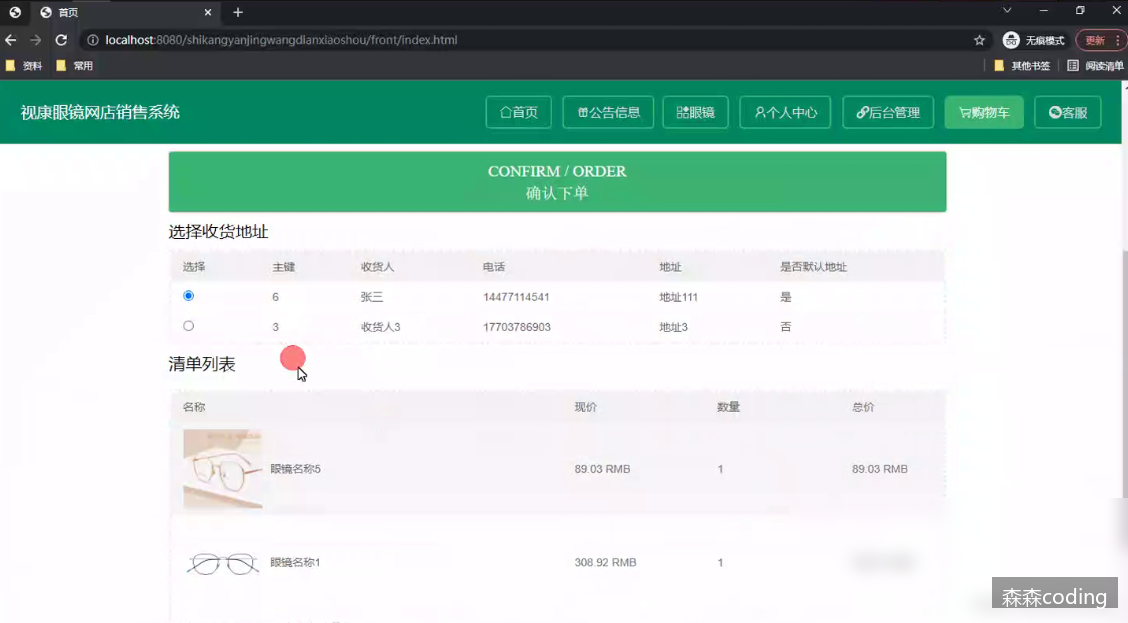 首页
localhost:8080/shikangyanjingwangdianxiaoshou/front/index.html
无痕模式
更新
资料
常用
其他书签
阅读清单
视康眼镜网店销售系统
首页
公告信息
眼镜
个人中心
后台管理
购物车
客服
CONFIRM / ORDER
确认下单
选择收货地址
选择 主键 收货人 电话 地址 是否默认地址
6 张三 14477114541 地址111 是
3 收货人3 17703786903 地址3 否
清单列表
名称 现价 数量 总价
眼镜名称5 89.03 RMB 1 89.03 RMB
眼镜名称1 308.92 RMB 1
森森coding